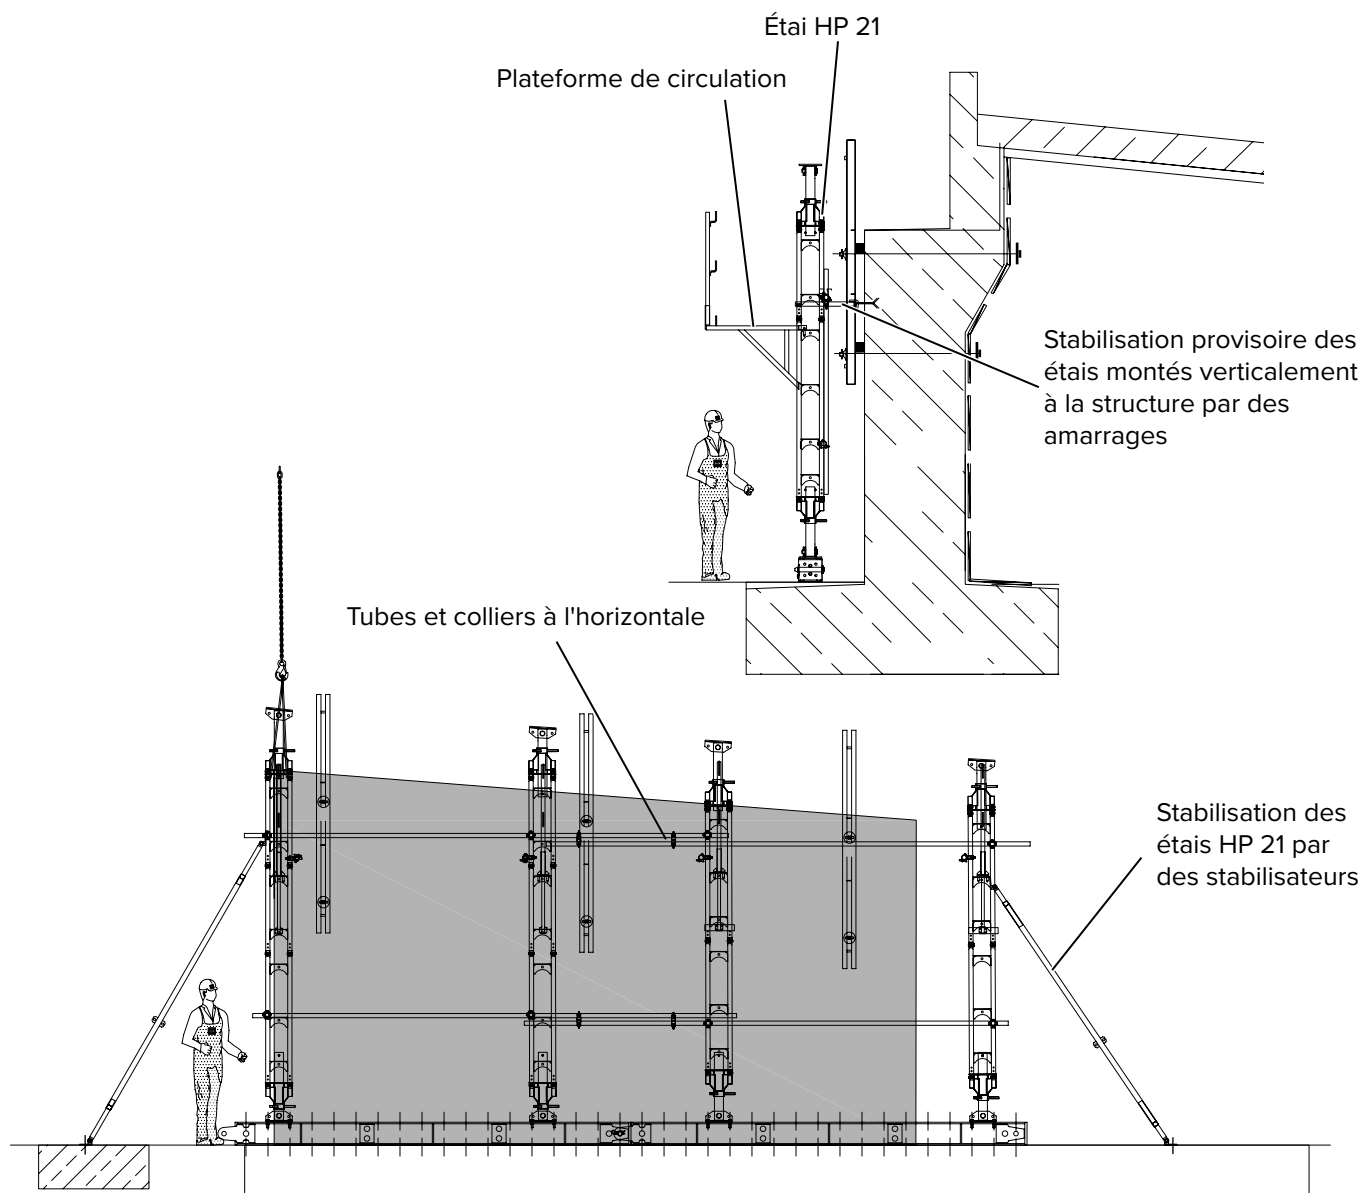 Étai HP 21
Plateforme de circulation
Stabilisation provisoire des
étais montés verticalement
à la structure par des
amarrages
Tubes et colliers à l'horizontale
Stabilisation des
étais HP 21 par
des stabilisateurs